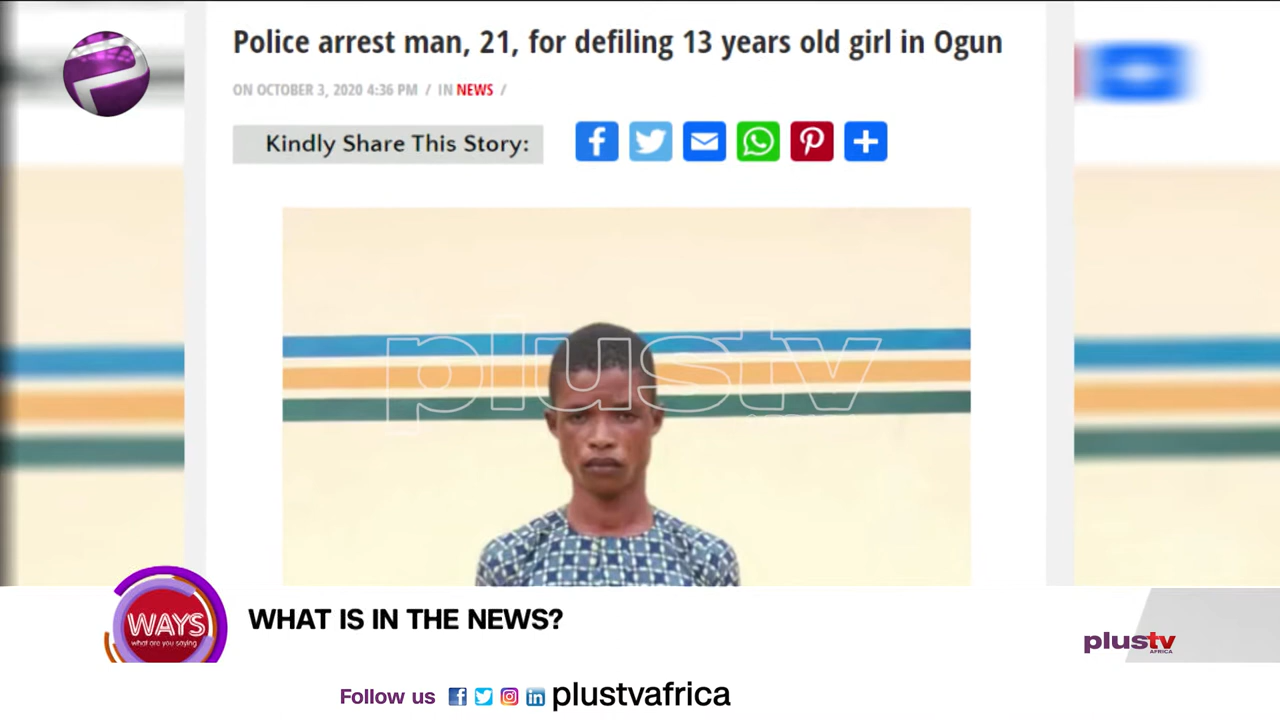 Police arrest man, 21, for defiling 13 years old girl in Ogun
ON OCTOBER 3, 2020 4:36 PM / IN NEWS /
Kindly Share This Story:
plustv
WAYS
what are you saying
WHAT IS IN THE NEWS?
plustv
AFRICA
Follow us plustvafrica